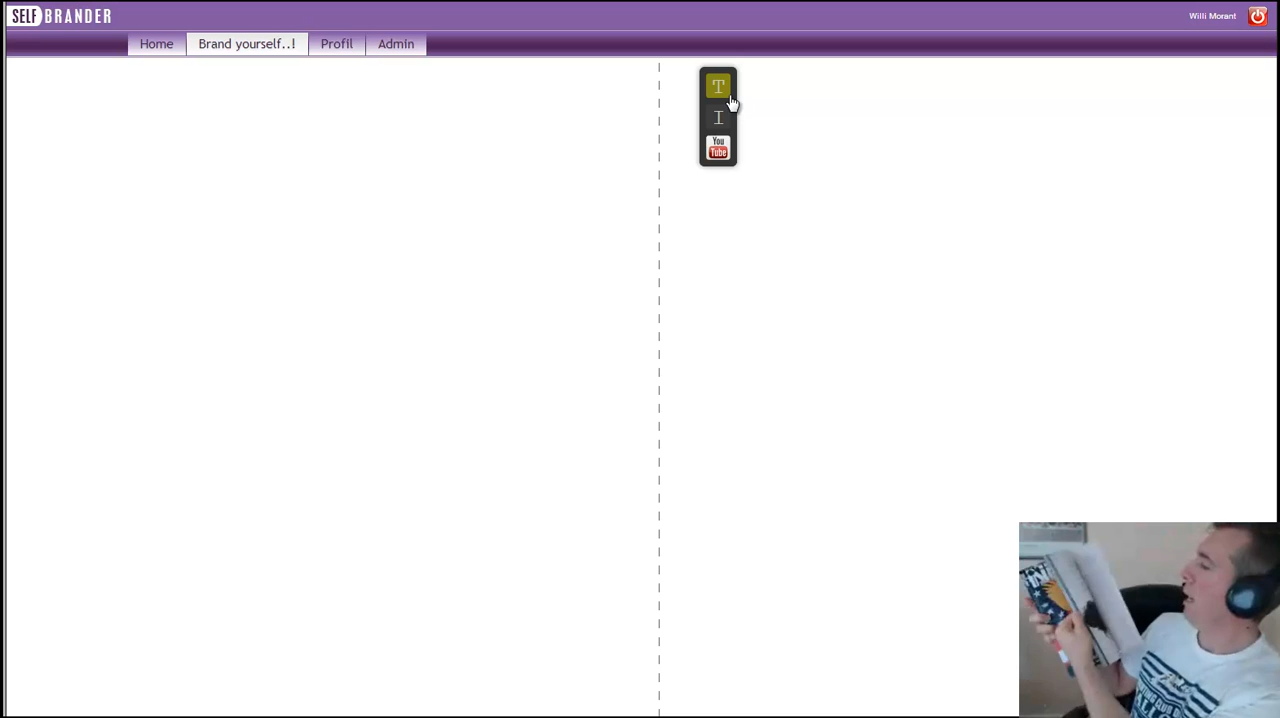 SELF BRANDER
Willi Morant
Home
Brand yourself..!
Profil
Admin
T
I
You
Tube